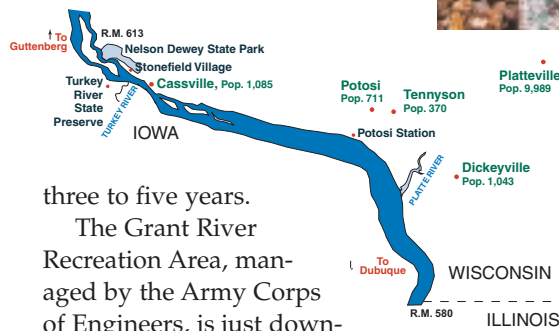 R.M. 613
To
Guttenberg
Nelson Dewey State Park
Stonefield Village
Cassville, Pop. 1,085
Turkey
River
State
Preserve
TURKEY RIVER
IOWA
Potosi
Pop. 711
Tennyson
Pop. 370
Platteville
Pop. 9,989
Potosi Station
PLATTE RIVER
Dickeyville
Pop. 1,043
To
Dubuque
WISCONSIN
R.M. 580
ILLINOIS
three to five years.
The Grant River
Recreation Area, man-
aged by the Army Corps
of Engineers, is just down-